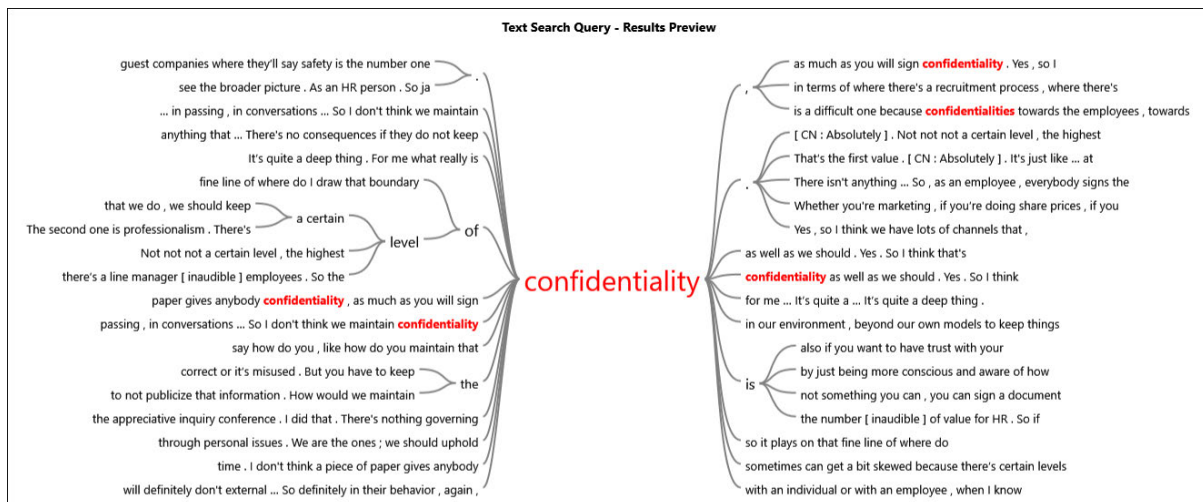 Text Search Query - Results Preview
guest companies where they'll say safety is the number one
see the broader picture . As an HR person . So ja
.
... in passing , in conversations ... So I don't think we maintain
anything that ... There's no consequences if they do not keep
It's quite a deep thing . For me what really is
fine line of where do I draw that boundary
that we do , we should keep
The second one is professionalism . There's
a certain
Not not not a certain level , the highest
there's a line manager [ inaudible ] employees . So the
level
of
paper gives anybody confidentiality , as much as you will sign
passing , in conversations ... So I don't think we maintain confidentiality
say how do you , like how do you maintain that
correct or it's misused . But you have to keep
to not publicize that information . How would we maintain
the
the appreciative inquiry conference . I did that . There's nothing governing
through personal issues . We are the ones ; we should uphold
time . I don't think a piece of paper gives anybody
will definitely don't external ... So definitely in their behavior , again ,
confidentiality
,
as much as you will sign confidentiality . Yes , so I
in terms of where there's a recruitment process , where there's
is a difficult one because confidentialities towards the employees , towards
.
[ CN : Absolutely ] . Not not not a certain level , the highest
That's the first value . [ CN : Absolutely ] . It's just like ... at
There isn't anything ... So , as an employee , everybody signs the
Whether you're marketing , if you're doing share prices , if you
Yes , so I think we have lots of channels that ,
as well as we should . Yes . So I think that's
confidentiality as well as we should . Yes . So I think
for me ... It's quite a ... It's quite a deep thing .
in our environment , beyond our own models to keep things
is
also if you want to have trust with your
by just being more conscious and aware of how
not something you can , you can sign a document
the number [ inaudible ] of value for HR . So if
so it plays on that fine line of where do
sometimes can get a bit skewed because there's certain levels
with an individual or with an employee , when I know